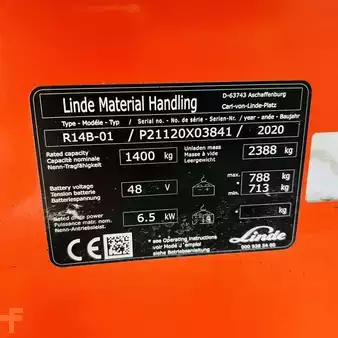 Linde Material Handling
D-63743 Aschaffenburg
Carl-von-Linde-Platz
Type - Modéle - Typ / Serial no. - No. de série - Serien-Nr. / year - année - Baujahr
R14B-01 / P21120X03841 / 2020
Rated capacity
Capacité nominale
Nenn-Tragfähigkeit
1400 kg
Unladen mass
Masse à vide
Leergewicht
2388 kg
Battery voltage
Tension batterie
Batteriespannung
48 V
max. 788 kg
min. 713 kg
Rated drive power
Puissance motr. nom.
Nenn-Antriebsleist.
6.5 kW
kg
CE
see Operating Instructions
voir Mode J'emploi
siehe Betriebsanleitung
Linde